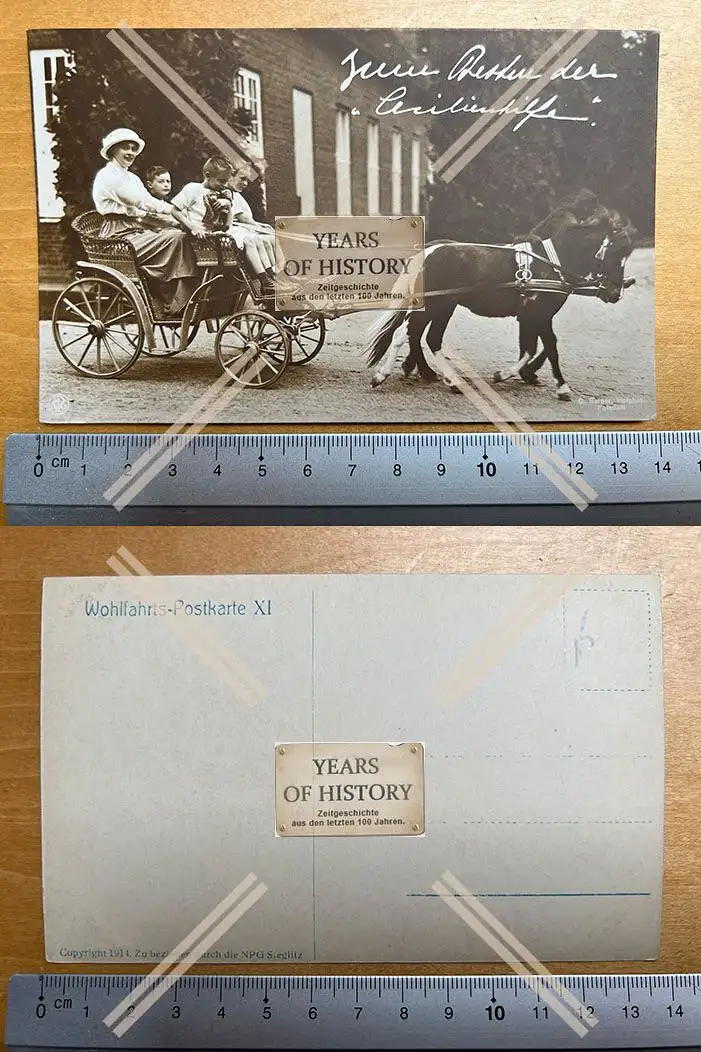 Zum Besten der
"Cecilienhilfe".
YEARS
OF HISTORY
Zeitgeschichte
aus den letzten 100 Jahren.
Potsdam
0 cm 1 2 3 4 5 6 7 8 9 10 11 12 13 14
Wohlfahrts-Postkarte XI
YEARS
OF HISTORY
Zeitgeschichte
aus den letzten 100 Jahren.
Copyright 1914. Zu beziehen durch die NPG Steglitz
0 cm 1 2 3 4 5 6 7 8 9 10 11 12 13 14